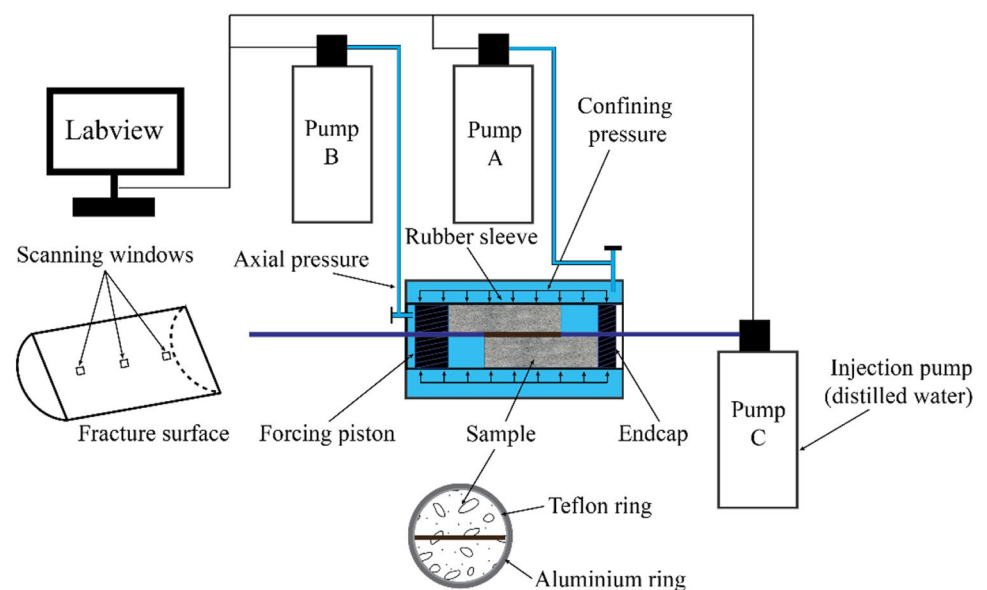 Labview
Pump
B
Pump
A
Confining
pressure
Rubber sleeve
Axial pressure
Scanning windows
Fracture surface
Forcing piston
Sample
Endcap
Pump
C
Injection pump
(distilled water)
Teflon ring
Aluminium ring